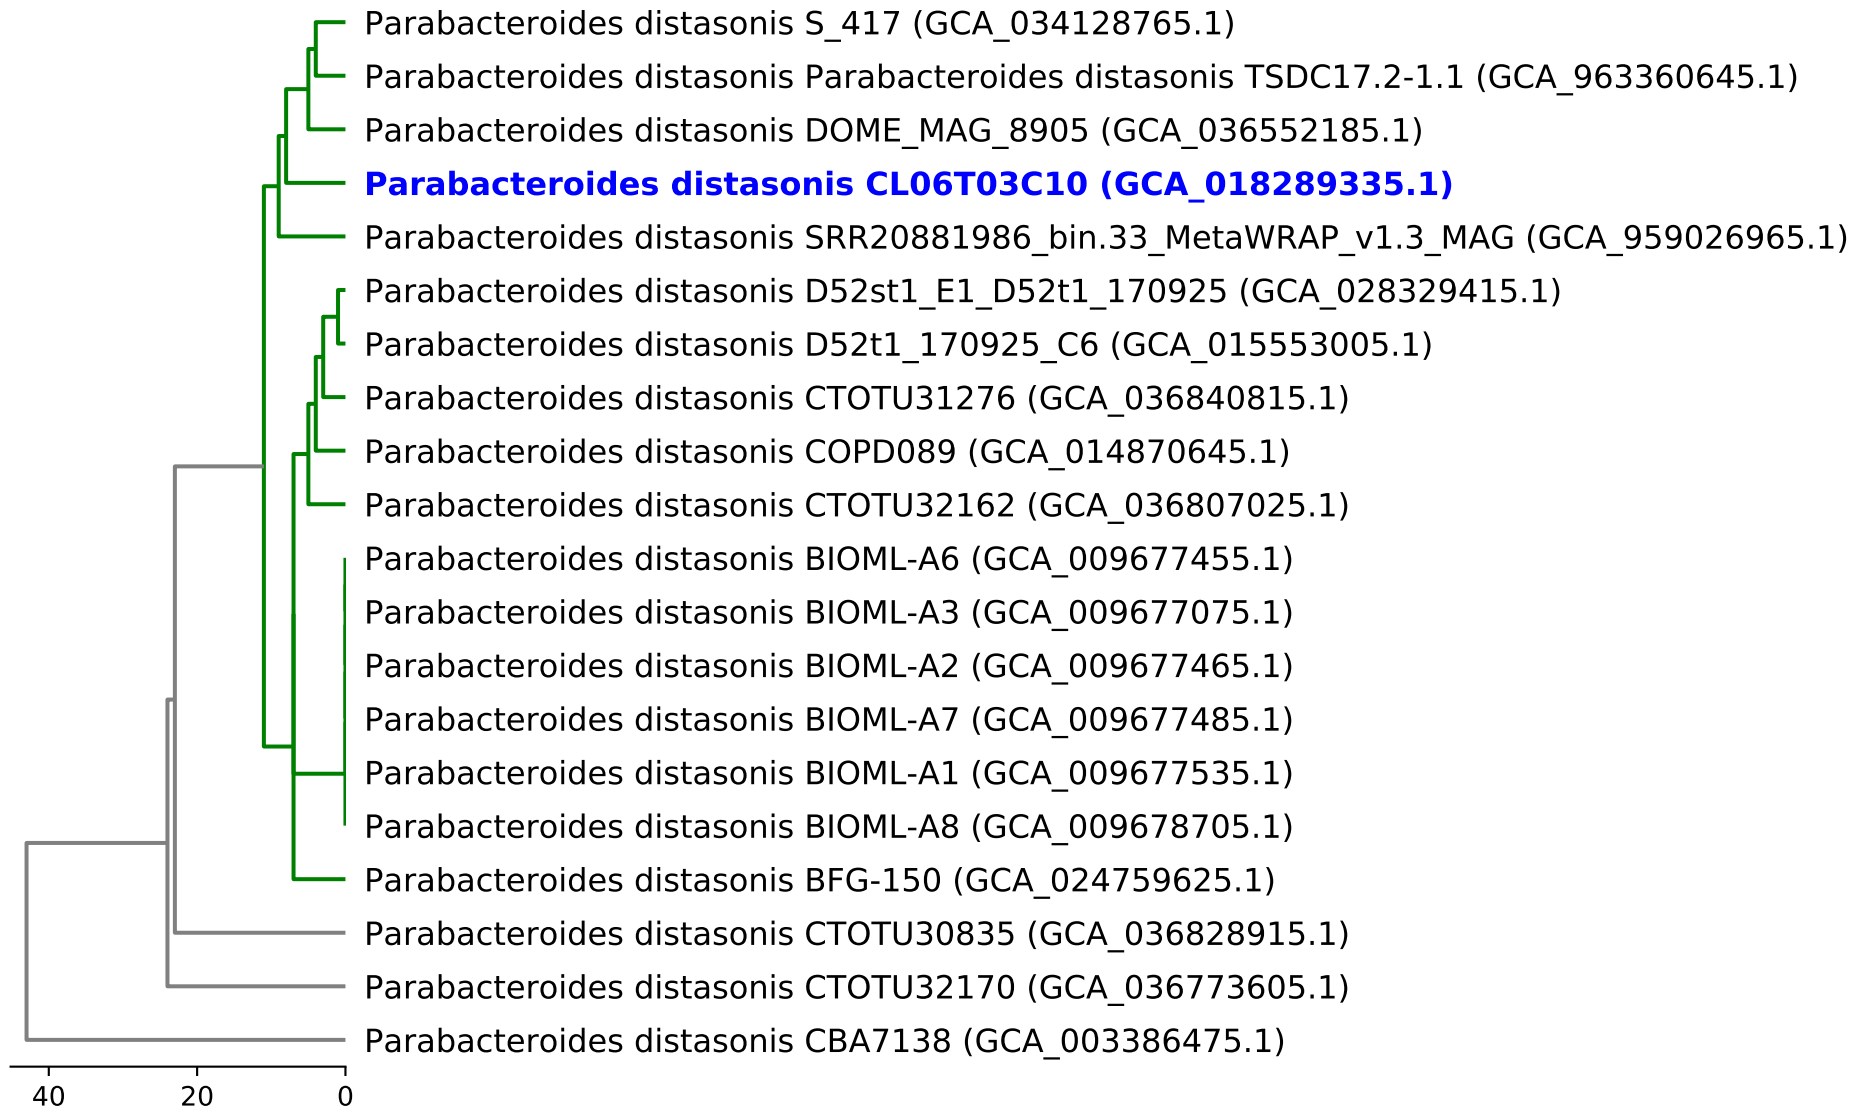 Parabacteroides distasonis S_417 (GCA_034128765.1)
Parabacteroides distasonis Parabacteroides distasonis TSDC17.2-1.1 (GCA_963360645.1)
Parabacteroides distasonis DOME_MAG_8905 (GCA_036552185.1)
Parabacteroides distasonis CL06T03C10 (GCA_018289335.1)
Parabacteroides distasonis SRR20881986_bin.33_MetaWRAP_v1.3_MAG (GCA_959026965.1)
Parabacteroides distasonis D52st1_E1_D52t1_170925 (GCA_028329415.1)
Parabacteroides distasonis D52t1_170925_C6 (GCA_015553005.1)
Parabacteroides distasonis CTOTU31276 (GCA_036840815.1)
Parabacteroides distasonis COPD089 (GCA_014870645.1)
Parabacteroides distasonis CTOTU32162 (GCA_036807025.1)
Parabacteroides distasonis BIOML-A6 (GCA_009677455.1)
Parabacteroides distasonis BIOML-A3 (GCA_009677075.1)
Parabacteroides distasonis BIOML-A2 (GCA_009677465.1)
Parabacteroides distasonis BIOML-A7 (GCA_009677485.1)
Parabacteroides distasonis BIOML-A1 (GCA_009677535.1)
Parabacteroides distasonis BIOML-A8 (GCA_009678705.1)
Parabacteroides distasonis BFG-150 (GCA_024759625.1)
Parabacteroides distasonis CTOTU30835 (GCA_036828915.1)
Parabacteroides distasonis CTOTU32170 (GCA_036773605.1)
Parabacteroides distasonis CBA7138 (GCA_003386475.1)
40 20 0